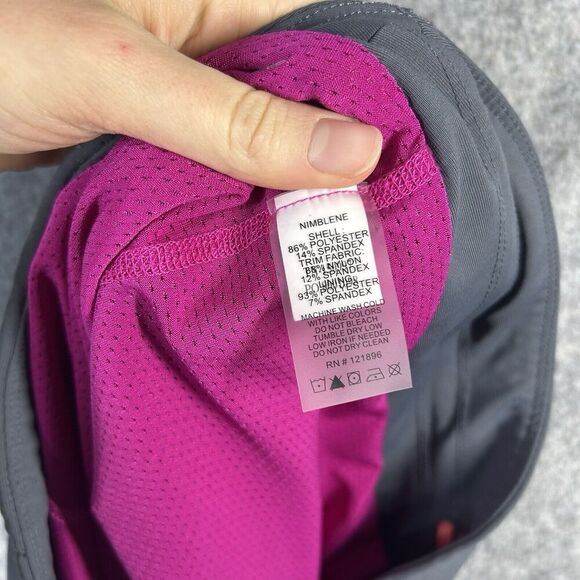 NIMBLENE
SHELL :
86% POLYESTER
14% SPANDEX
TRIM FABRIC:
88% NYLON
12% SPANDEX
LINING:
93% POLYESTER
7% SPANDEX
MACHINE WASH COLD
WITH LIKE COLORS
DO NOT BLEACH
TUMBLE DRY LOW
LOW IRON IF NEEDED
DO NOT DRY CLEAN
RN # 121896